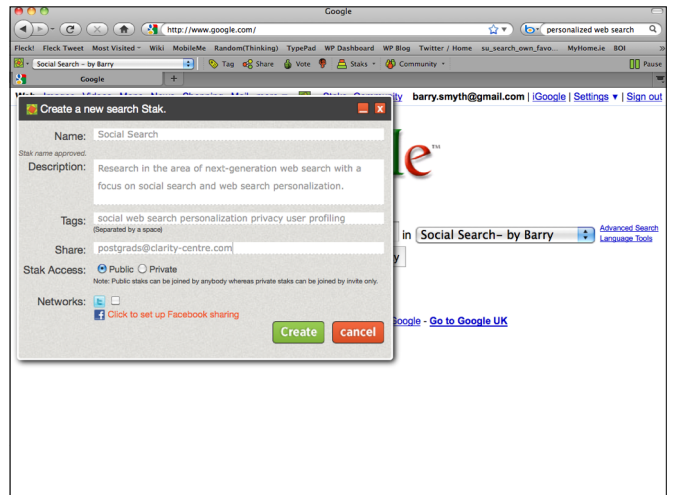 Google
http://www.google.com/
personalized web search
Fleck! Fleck Tweet Most Visited Wiki MobileMe Random(Thinking) TypePad WP Dashboard WP Blog Twitter / Home su_search_own_favo... MyHome.ie BOI »
Social Search - by Barry Tag Share Vote Staks Community Pause
Google +
barry.smyth@gmail.com | iGoogle | Settings ▼ | Sign out
Create a new search Stak.
Name: Social Search
Stak name approved.
Description: Research in the area of next-generation web search with a
focus on social search and web search personalization.
Tags: social web search personalization privacy user profiling
(Separated by a space)
Share: postgrads@clarity-centre.com
Stak Access: Public Private
Note: Public staks can be joined by anybody whereas private staks can be joined by invite only.
Networks:
Click to set up Facebook sharing
Create cancel
le™
in Social Search- by Barry
Advanced Search
Language Tools
y
Google - Go to Google UK